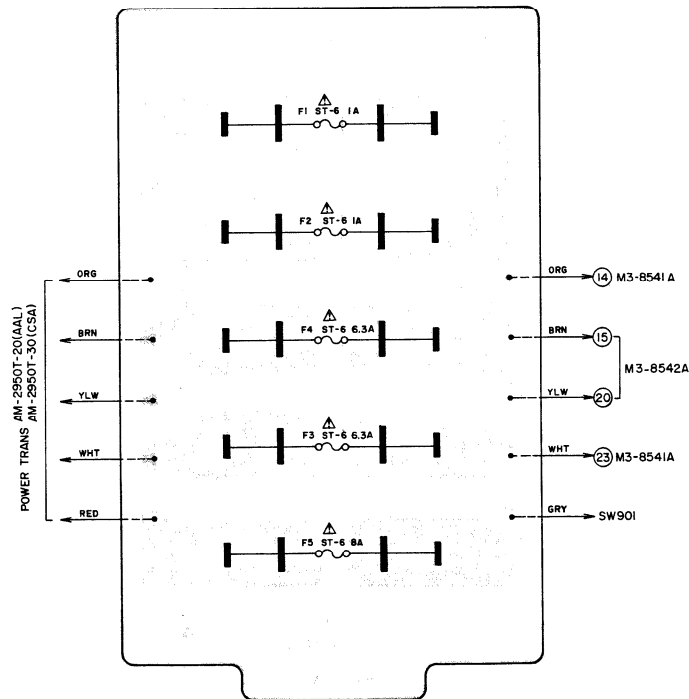 F1 ST-6 1A
F2 ST-6 1A
ORG
ORG
14 M3-8541A
BRN
F4 ST-6 6.3A
BRN
15
M3-8542A
YLW
YLW
20
POWER TRANS AM-2950T-20(AAL)
AM-2950T-30(CSA)
WHT
F3 ST-6 6.3A
WHT
23 M3-8541A
RED
GRY
SW901
F5 ST-6 8A